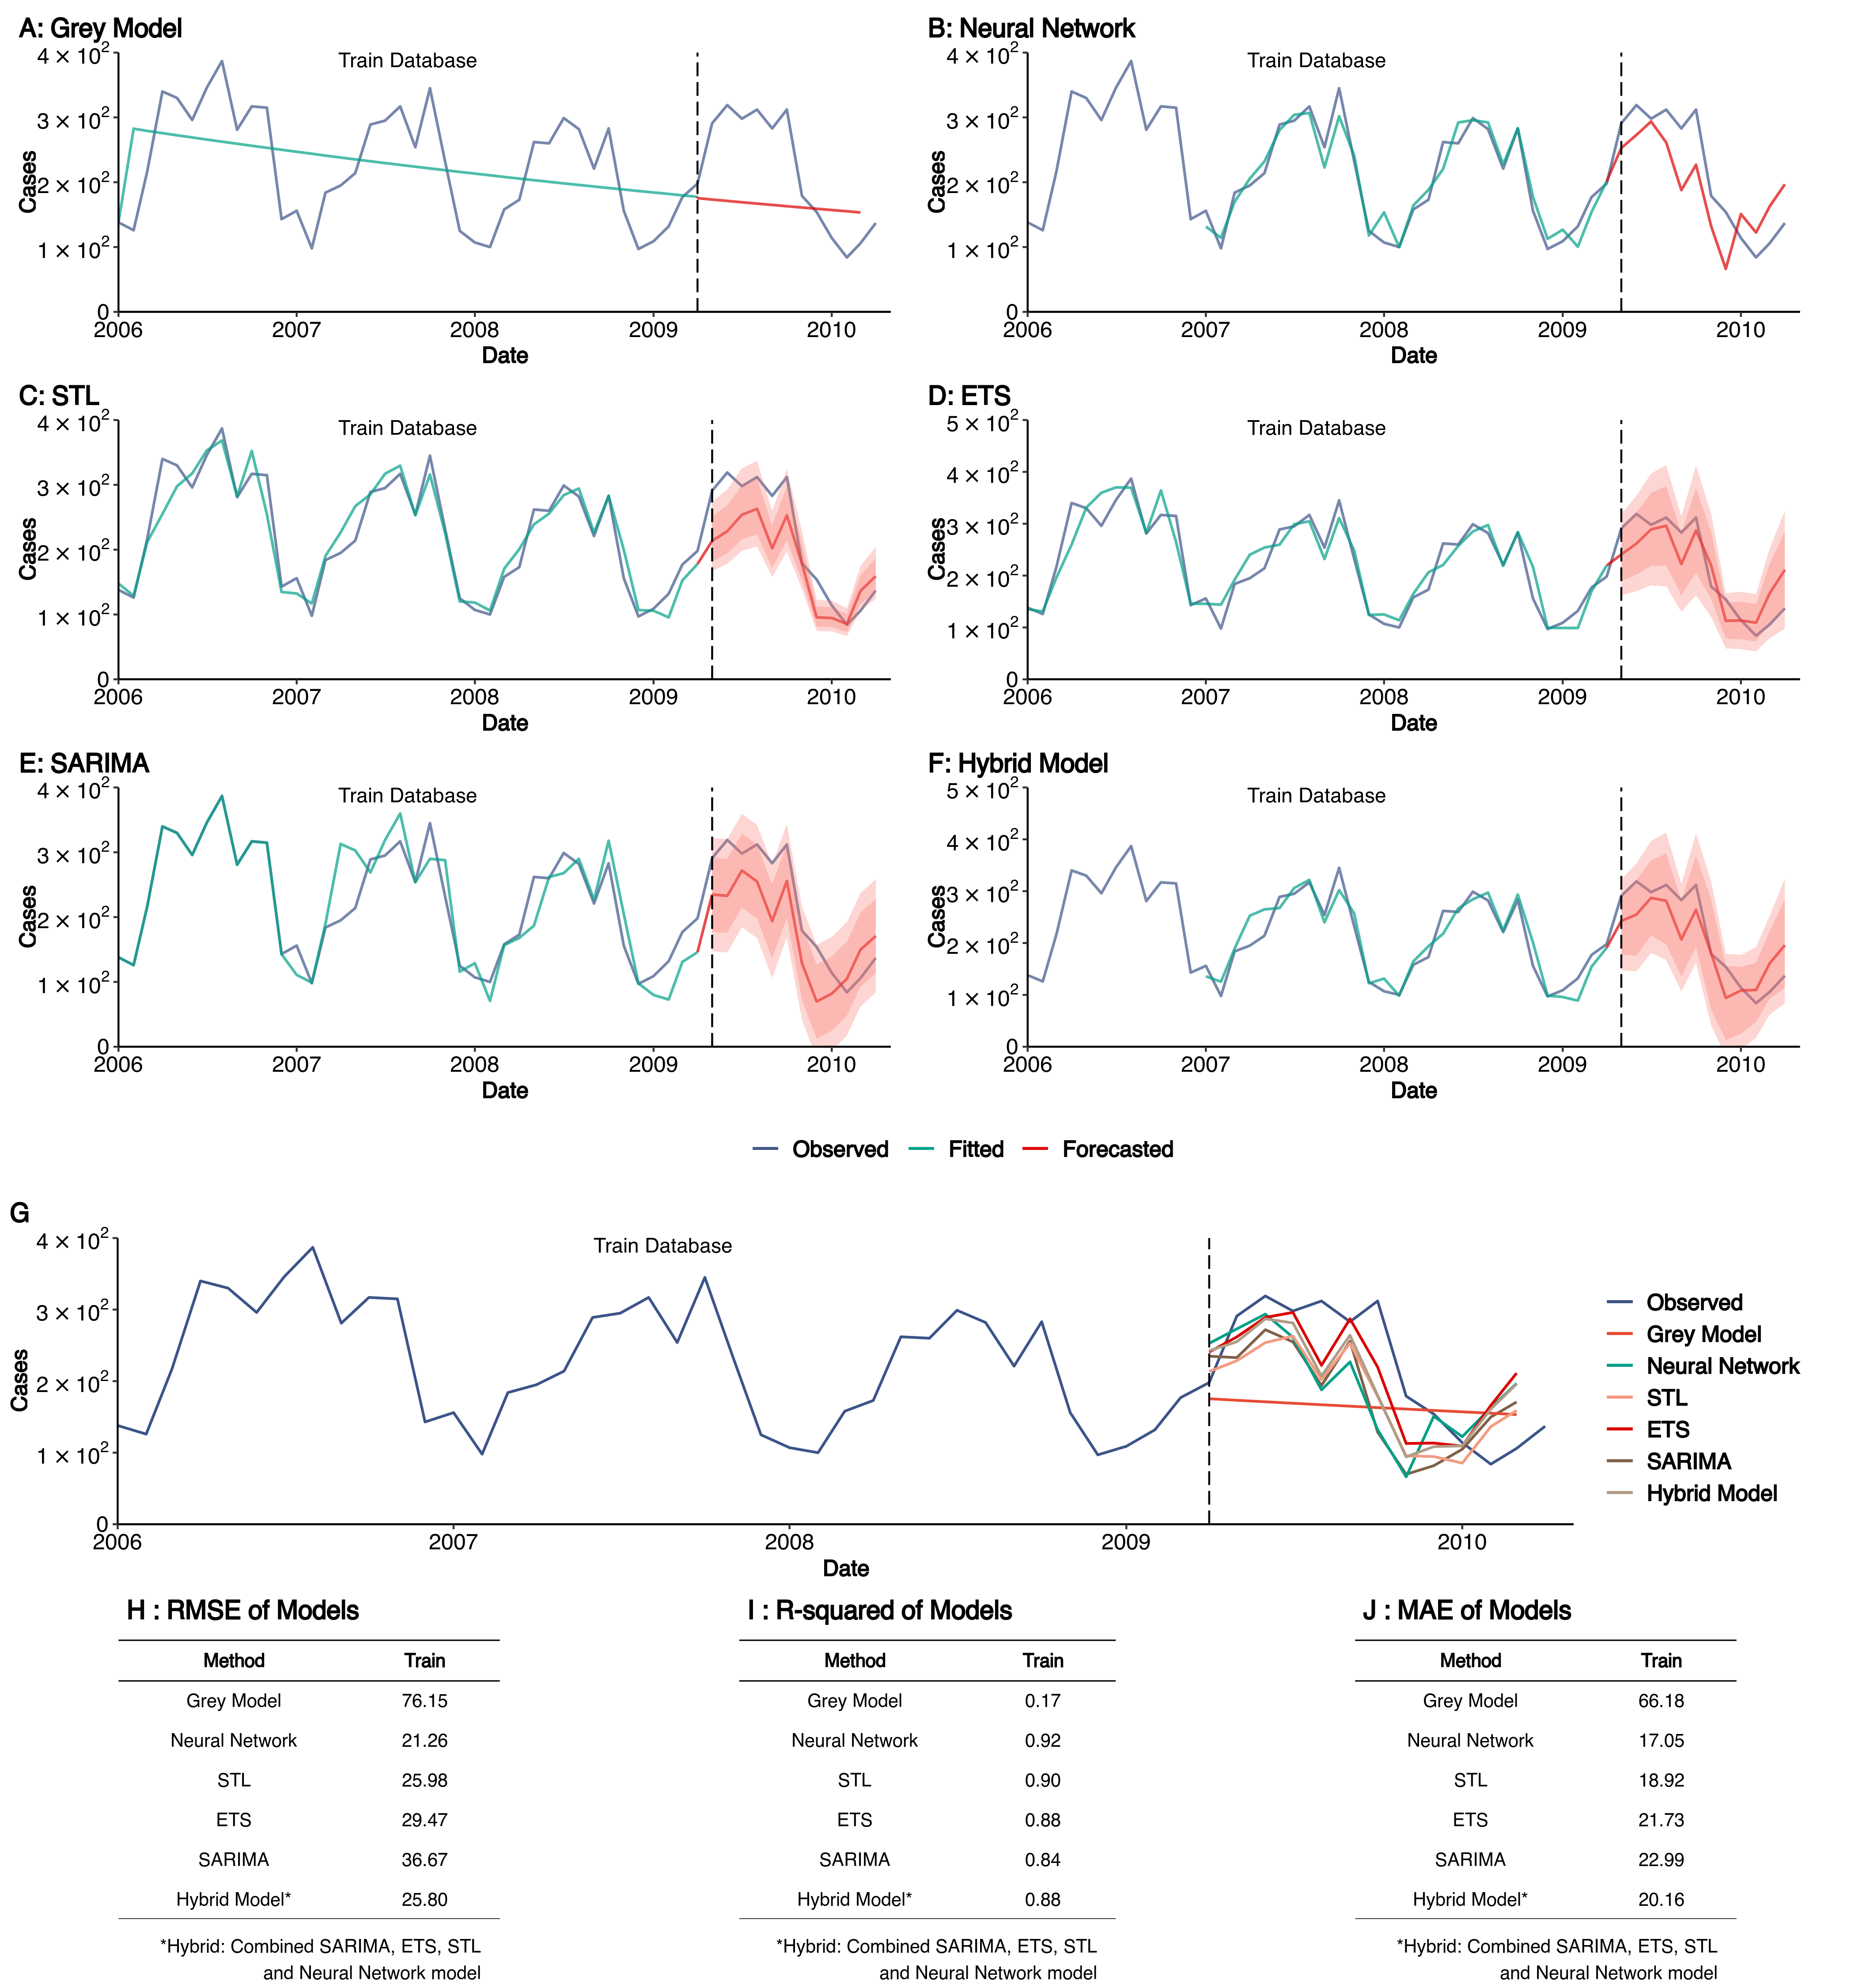 A: Grey Model
Train Database
4 × 10²
3 × 10²
2 × 10²
1 × 10²
0
Cases
2006 2007 2008 2009 2010
Date
B: Neural Network
Train Database
4 × 10²
3 × 10²
2 × 10²
1 × 10²
0
Cases
2006 2007 2008 2009 2010
Date
C: STL
Train Database
4 × 10²
3 × 10²
2 × 10²
1 × 10²
0
Cases
2006 2007 2008 2009 2010
Date
D: ETS
Train Database
5 × 10²
4 × 10²
3 × 10²
2 × 10²
1 × 10²
0
Cases
2006 2007 2008 2009 2010
Date
E: SARIMA
Train Database
4 × 10²
3 × 10²
2 × 10²
1 × 10²
0
Cases
2006 2007 2008 2009 2010
Date
F: Hybrid Model
Train Database
5 × 10²
4 × 10²
3 × 10²
2 × 10²
1 × 10²
0
Cases
2006 2007 2008 2009 2010
Date
Observed Fitted Forecasted
G
Train Database
4 × 10²
3 × 10²
2 × 10²
1 × 10²
0
Cases
2006 2007 2008 2009 2010
Date
Observed
Grey Model
Neural Network
STL
ETS
SARIMA
Hybrid Model
H : RMSE of Models
Method Train
Grey Model 76.15
Neural Network 21.26
STL 25.98
ETS 29.47
SARIMA 36.67
Hybrid Model* 25.80
*Hybrid: Combined SARIMA, ETS, STL
and Neural Network model
I : R-squared of Models
Method Train
Grey Model 0.17
Neural Network 0.92
STL 0.90
ETS 0.88
SARIMA 0.84
Hybrid Model* 0.88
*Hybrid: Combined SARIMA, ETS, STL
and Neural Network model
J : MAE of Models
Method Train
Grey Model 66.18
Neural Network 17.05
STL 18.92
ETS 21.73
SARIMA 22.99
Hybrid Model* 20.16
*Hybrid: Combined SARIMA, ETS, STL
and Neural Network model